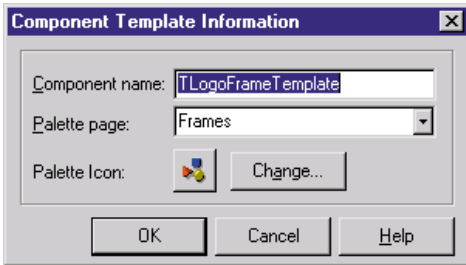 Component Template Information
Component name: TLogoFrameTemplate
Palette page: Frames
Palette Icon: Change...
OK Cancel Help